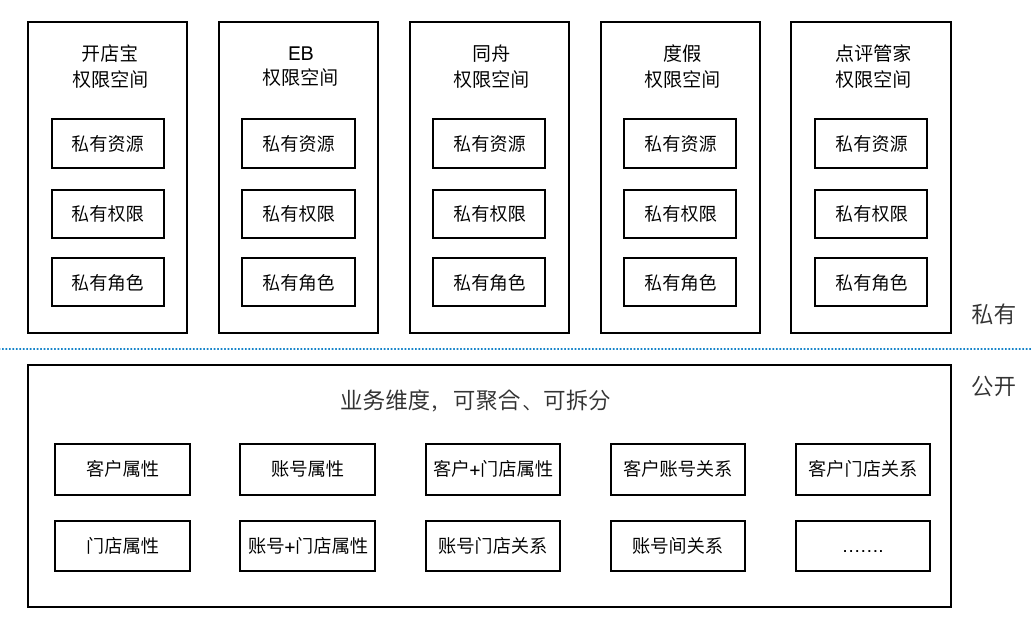 开店宝
权限空间
私有资源
私有权限
私有角色
EB
权限空间
私有资源
私有权限
私有角色
同舟
权限空间
私有资源
私有权限
私有角色
度假
权限空间
私有资源
私有权限
私有角色
点评管家
权限空间
私有资源
私有权限
私有角色
私有
公开
业务维度，可聚合、可拆分
客户属性
账号属性
客户+门店属性
客户账号关系
客户门店关系
门店属性
账号+门店属性
账号门店关系
账号间关系
.......